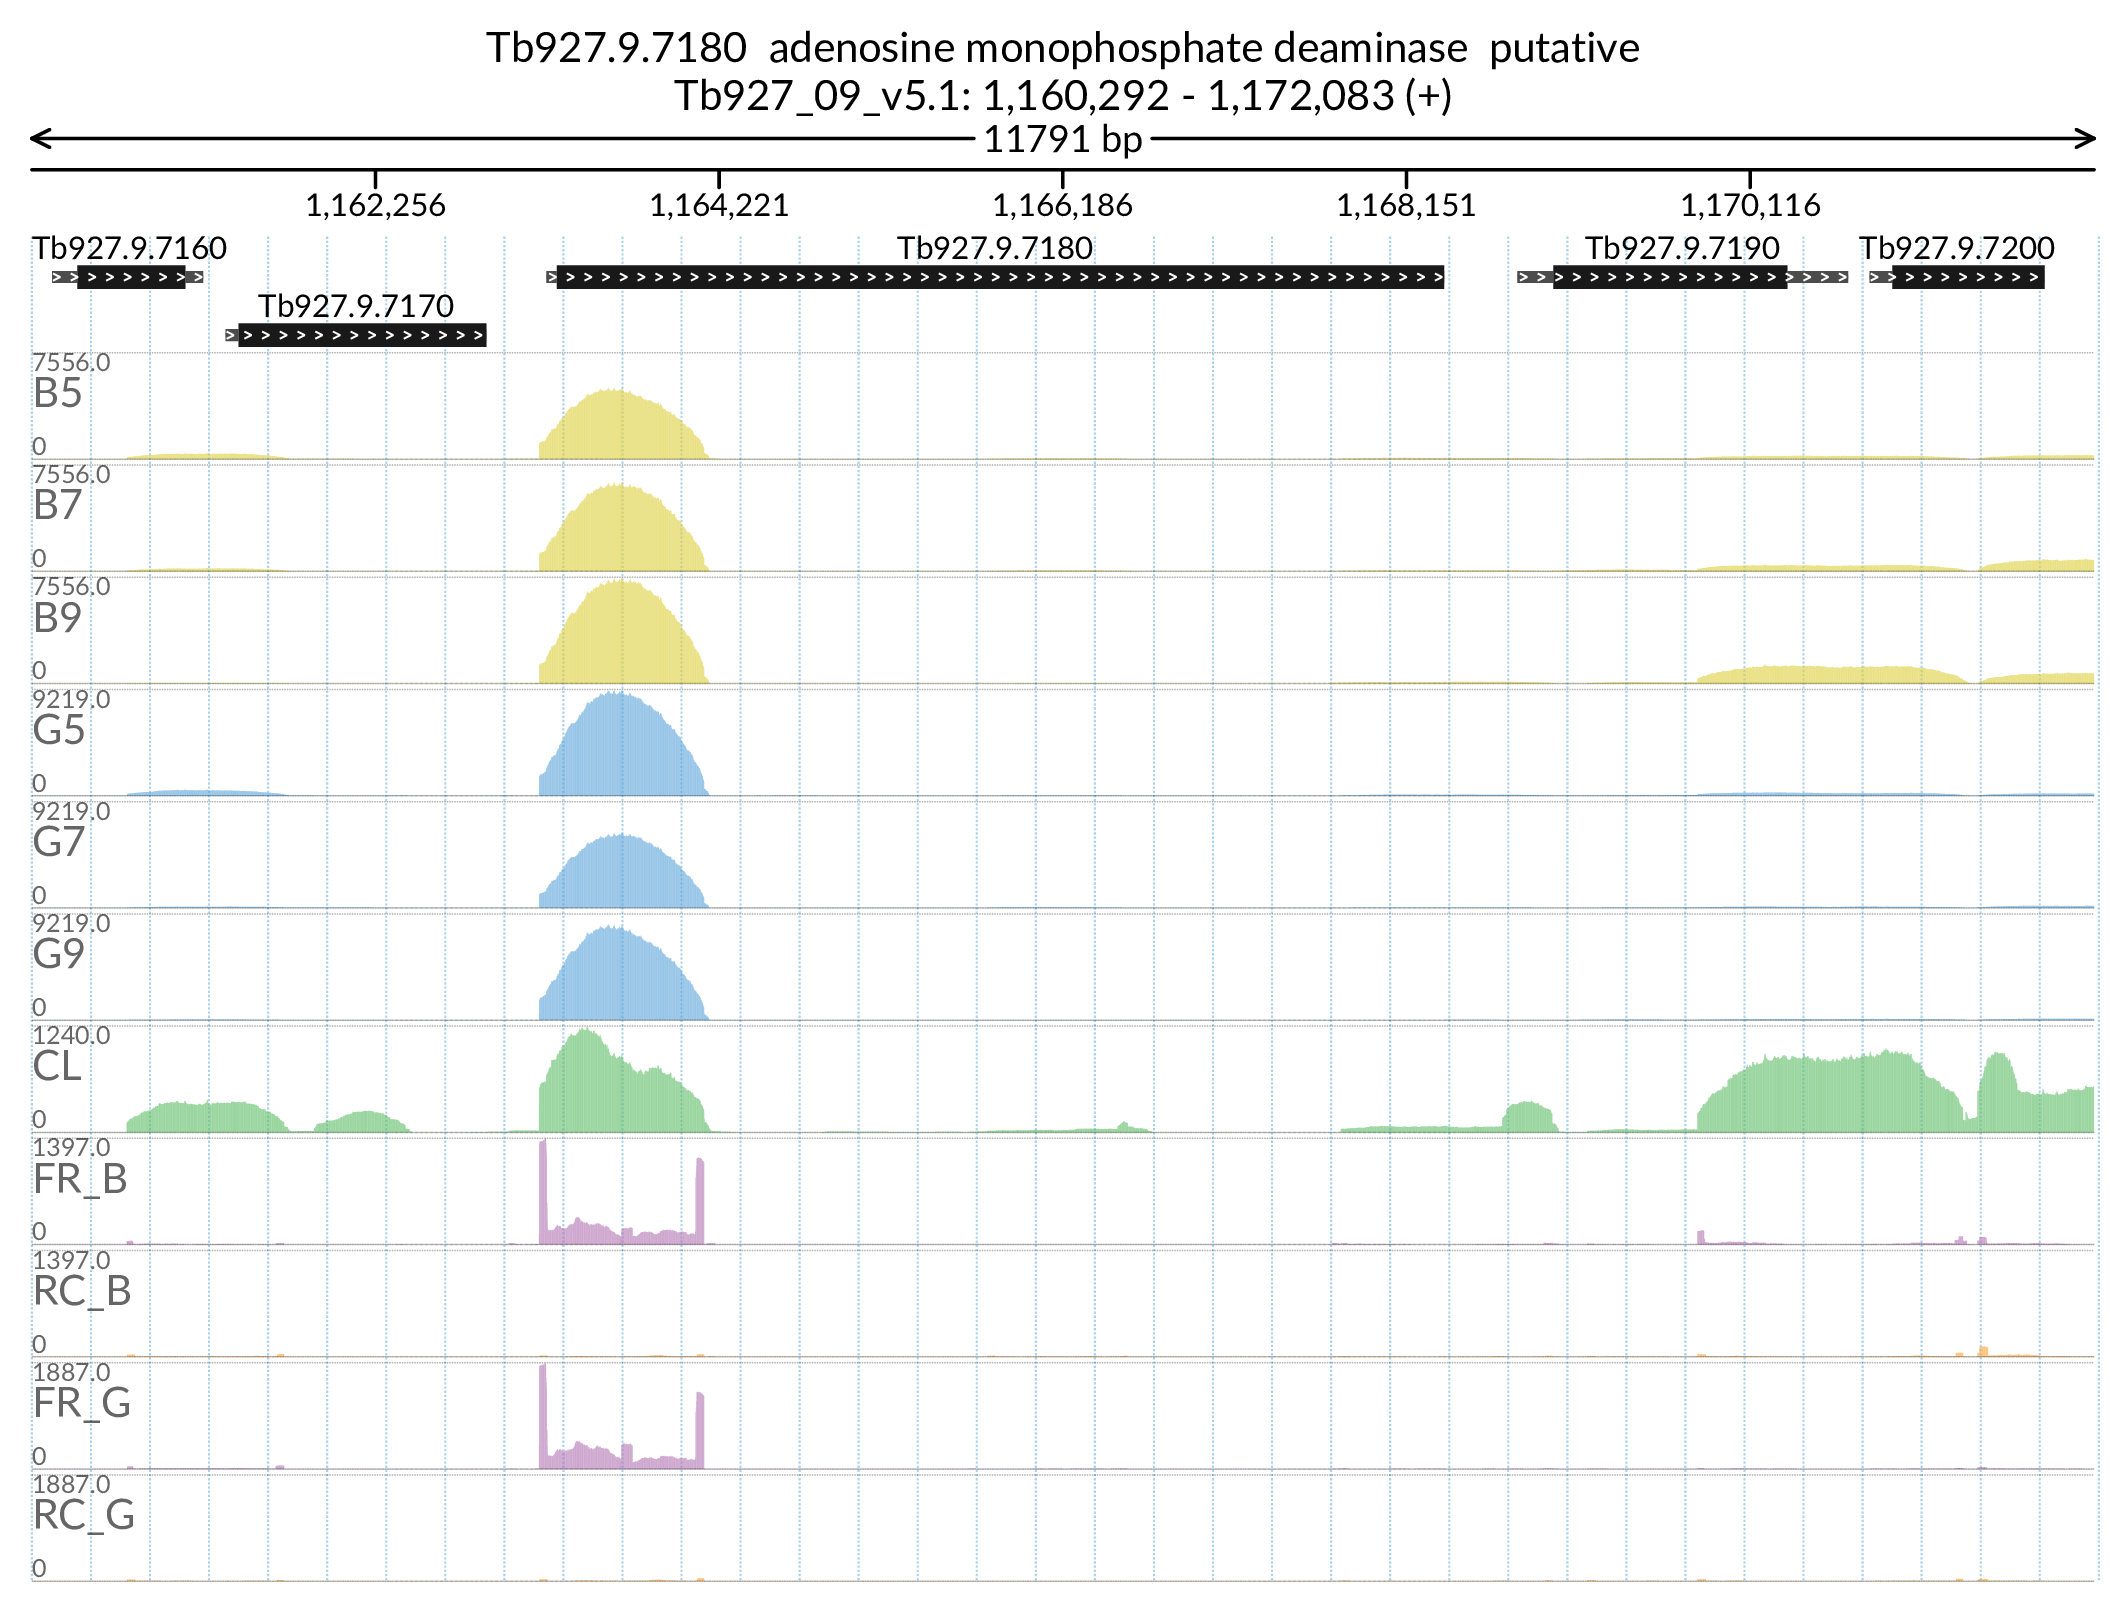 Tb927.9.7180  adenosine monophosphate deaminase  putative
Tb927_09_v5.1: 1,160,292 - 1,172,083 (+)
11791 bp
1,162,256 1,164,221 1,166,186 1,168,151 1,170,116
Tb927.9.7160 Tb927.9.7180 Tb927.9.7190 Tb927.9.7200
Tb927.9.7170
7556.0
B5
0
7556.0
B7
0
7556.0
B9
0
9219.0
G5
0
9219.0
G7
0
9219.0
G9
0
1240.0
CL
0
1397.0
FR_B
0
1397.0
RC_B
0
1887.0
FR_G
0
1887.0
RC_G
0